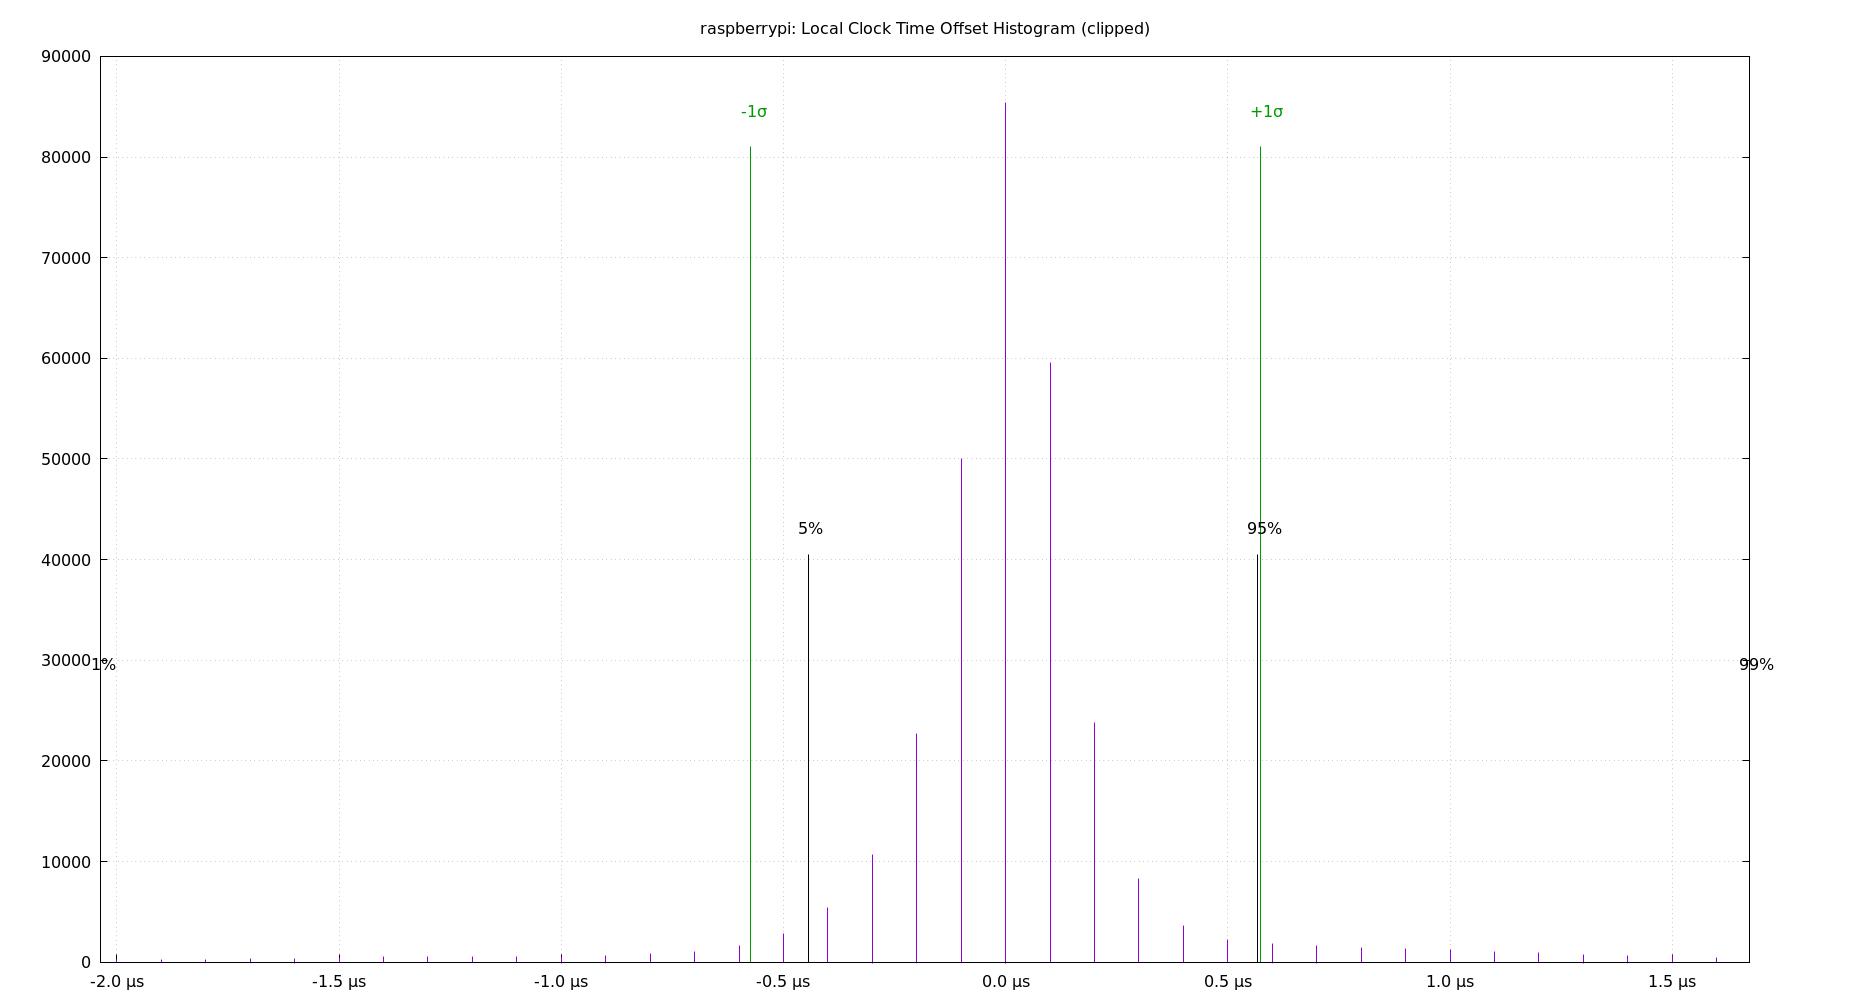 raspberrypi: Local Clock Time Offset Histogram (clipped)
90000
-1σ +1σ
80000
70000
60000
50000
5% 95%
40000
30000 1% 99%
20000
10000
0
-2.0 µs -1.5 µs -1.0 µs -0.5 µs 0.0 µs 0.5 µs 1.0 µs 1.5 µs